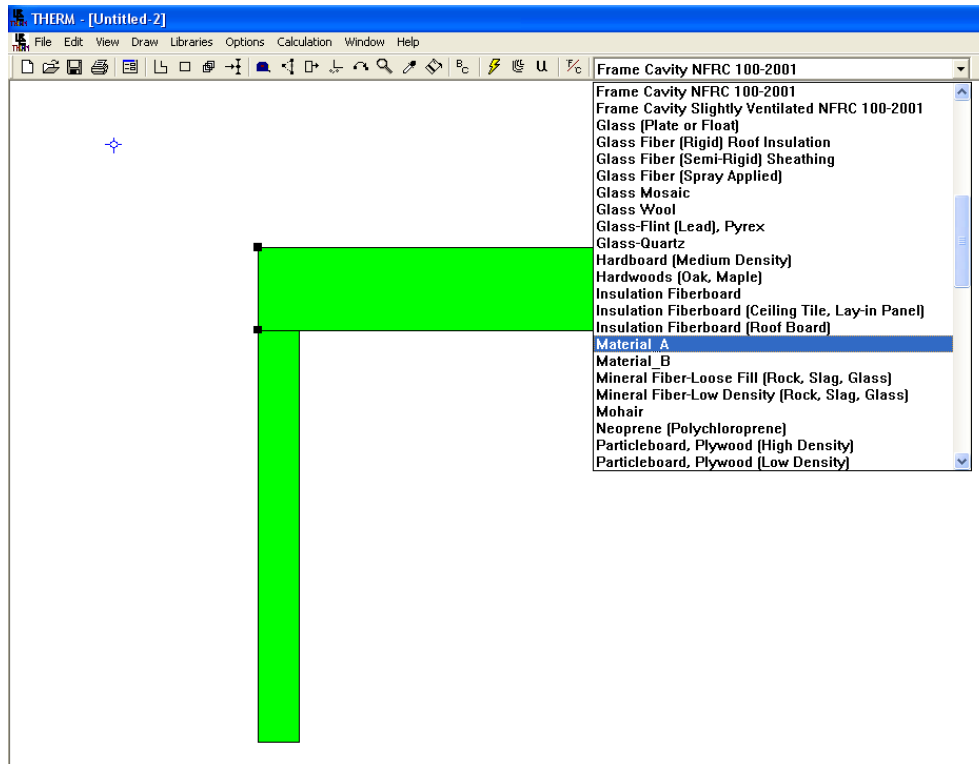 THERM - [Untitled-2]
File Edit View Draw Libraries Options Calculation Window Help
Bc U F/C Frame Cavity NFRC 100-2001
Frame Cavity NFRC 100-2001
Frame Cavity Slightly Ventilated NFRC 100-2001
Glass (Plate or Float)
Glass Fiber (Rigid) Roof Insulation
Glass Fiber (Semi-Rigid) Sheathing
Glass Fiber (Spray Applied)
Glass Mosaic
Glass Wool
Glass-Flint (Lead), Pyrex
Glass-Quartz
Hardboard (Medium Density)
Hardwoods (Oak, Maple)
Insulation Fiberboard
Insulation Fiberboard (Ceiling Tile, Lay-in Panel)
Insulation Fiberboard (Roof Board)
Material_A
Material_B
Mineral Fiber-Loose Fill (Rock, Slag, Glass)
Mineral Fiber-Low Density (Rock, Slag, Glass)
Mohair
Neoprene (Polychloroprene)
Particleboard, Plywood (High Density)
Particleboard, Plywood (Low Density)